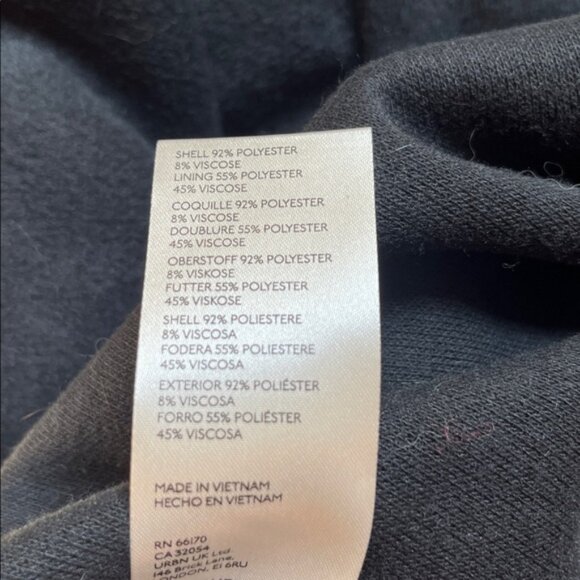 SHELL 92% POLYESTER
8% VISCOSE
LINING 55% POLYESTER
45% VISCOSE
COQUILLE 92% POLYESTER
8% VISCOSE
DOUBLURE 55% POLYESTER
45% VISCOSE
OBERSTOFF 92% POLYESTER
8% VISKOSE
FUTTER 55% POLYESTER
45% VISKOSE
SHELL 92% POLIESTERE
8% VISCOSA
FODERA 55% POLIESTERE
45% VISCOSA
EXTERIOR 92% POLIÉSTER
8% VISCOSA
FORRO 55% POLIÉSTER
45% VISCOSA
MADE IN VIETNAM
HECHO EN VIETNAM
RN 66170
CA 32054
URBN UK Ltd.
146 Brick Lane,
LONDON, E1 6RU